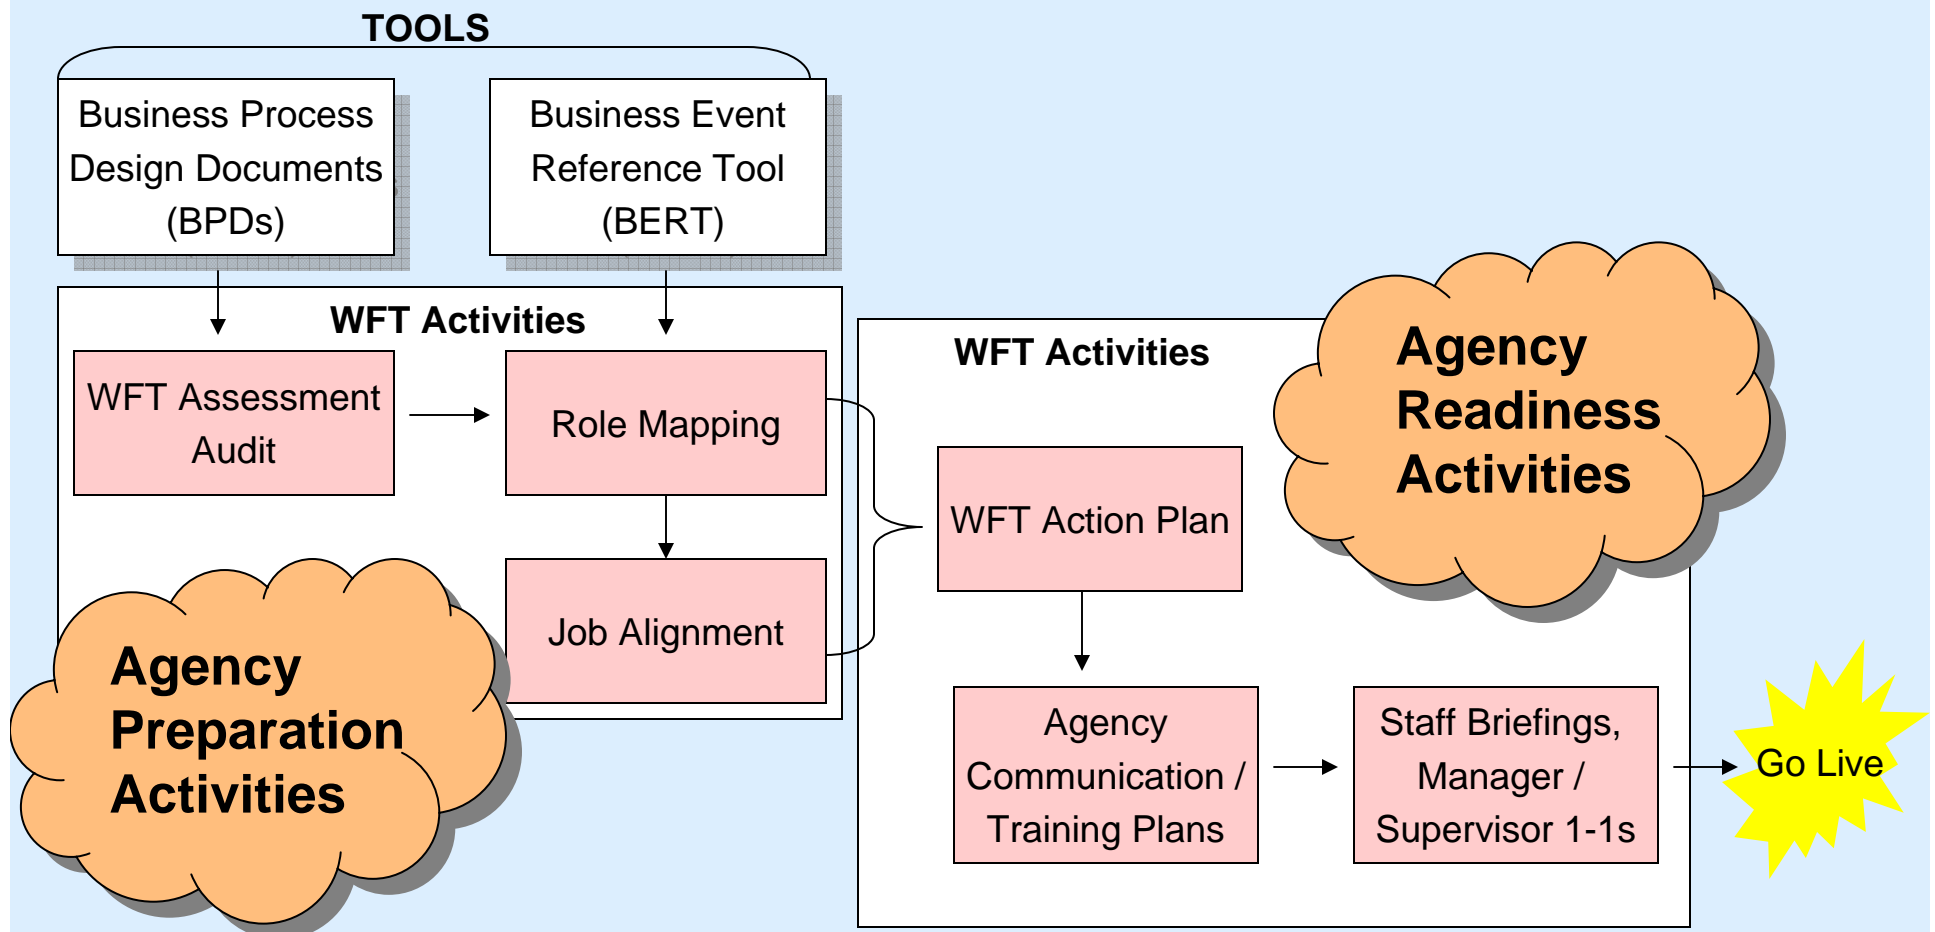 TOOLS
Business Process
Design Documents
(BPDs)
Business Event
Reference Tool
(BERT)
WFT Activities
WFT Assessment
Audit
Role Mapping
Job Alignment
Agency
Preparation
Activities
WFT Activities
WFT Action Plan
Agency
Readiness
Activities
Agency
Communication /
Training Plans
Staff Briefings,
Manager /
Supervisor 1-1s
Go Live